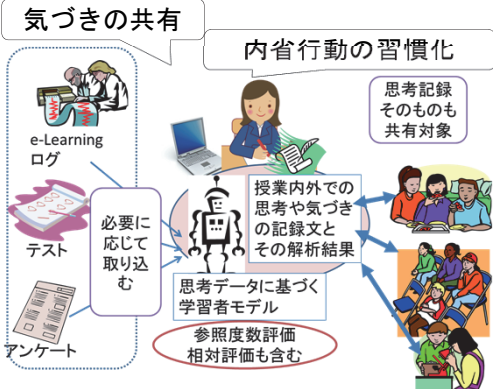 気づきの共有
内省行動の習慣化
思考記録
そのものも
共有対象
e-Learning
ログ
テスト
アンケート
必要に
応じて
取り込
む
授業内外での
思考や気づき
の記録文と
その解析結果
思考データに基づく
学習者モデル
参照度数評価
相対評価も含む